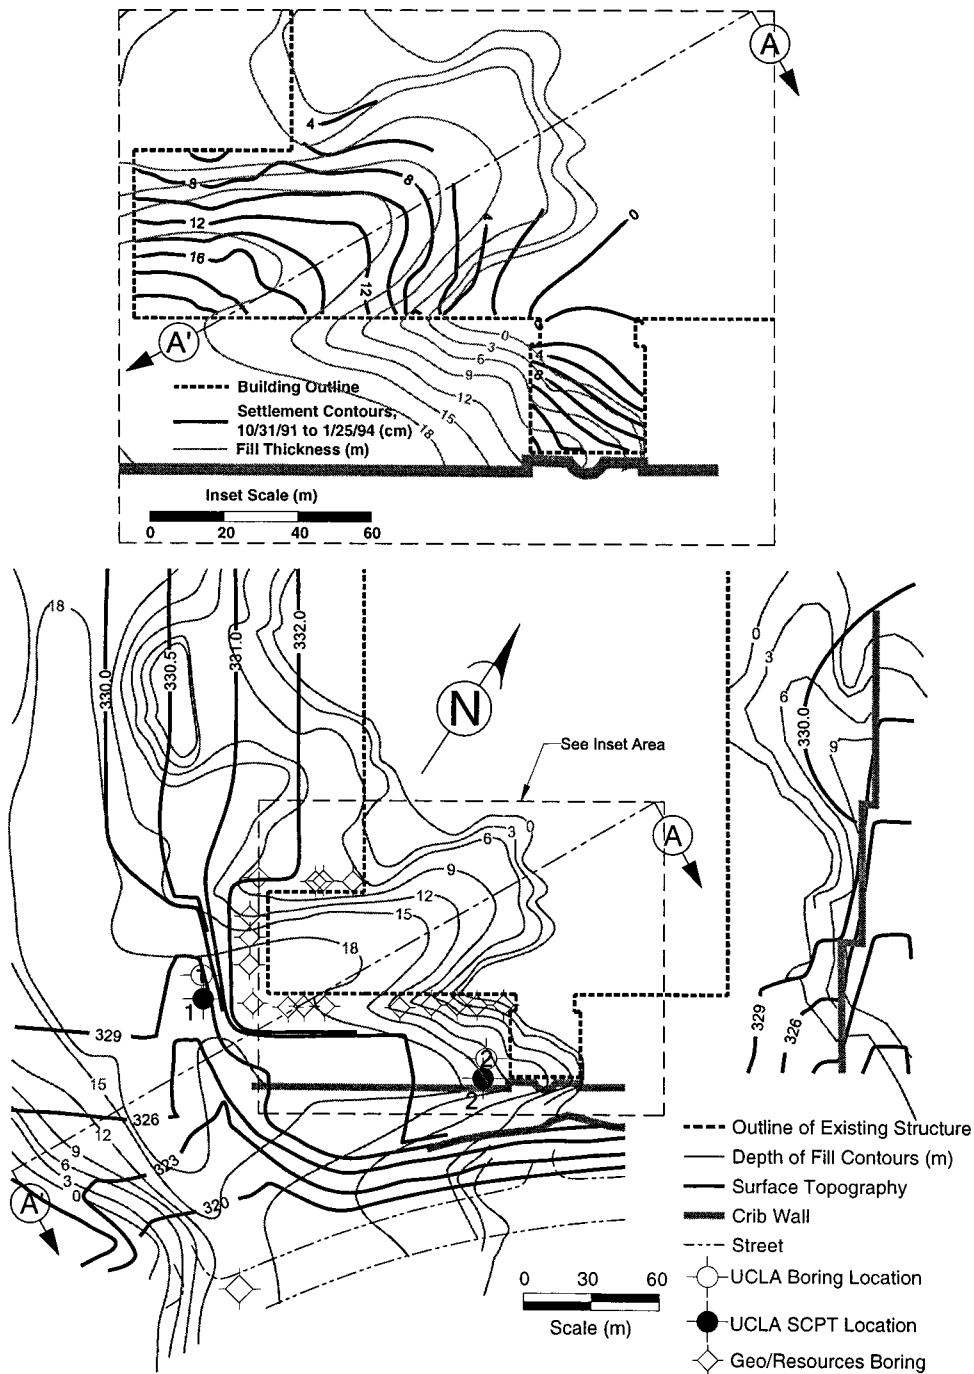 A
4
8
8
0
12
4
16
12
0
0
A'
3
4
6
8
9
12
15
18
Building Outline
Settlement Contours,
10/31/91 to 1/25/94 (cm)
Fill Thickness (m)
Inset Scale (m)
0 20 40 60
18
330.0
330.5
331.0
332.0
0
3
6
330.0
9
N
See Inset Area
A
0
3
6
9
12
15
18
1
1
329
2
2
329
326
15
326
12
9
6
3
0
323
320
A'
Outline of Existing Structure
Depth of Fill Contours (m)
Surface Topography
Crib Wall
Street
UCLA Boring Location
UCLA SCPT Location
Geo/Resources Boring
0 30 60
Scale (m)